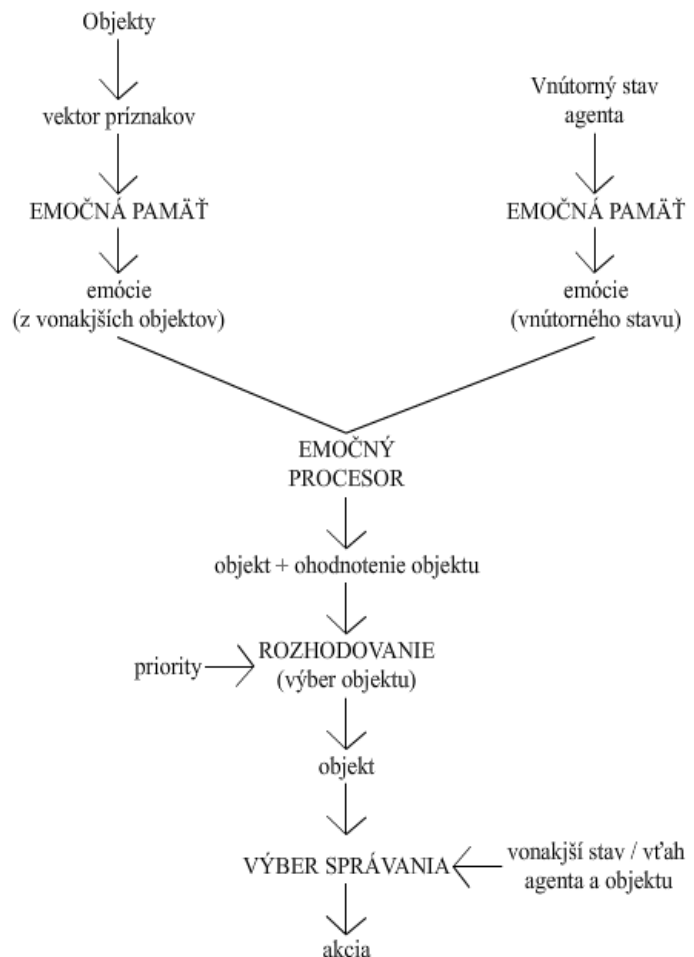 Objekty
vektor príznakov
EMOČNÁ PAMÄŤ
emócie
(z vonakjších objektov)
Vnútorný stav
agenta
EMOČNÁ PAMÄŤ
emócie
(vnútorného stavu)
EMOČNÝ
PROCESOR
objekt + ohodnotenie objektu
priority
ROZHODOVANIE
(výber objektu)
objekt
VÝBER SPRÁVANIA
vonakjší stav / vťah
agenta a objektu
akcia